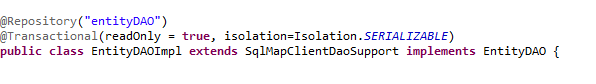 @Repository("entityDAO")
@Transactional(readOnly = true, isolation=Isolation.SERIALIZABLE)
public class EntityDAOImpl extends SqlMapClientDaoSupport implements EntityDAO {